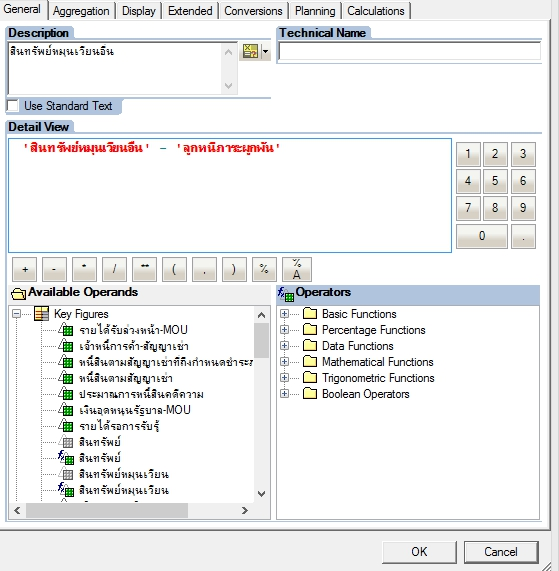 General Aggregation Display Extended Conversions Planning Calculations
Description Technical Name
สินทรัพย์หมุนเวียนอื่น
Use Standard Text
Detail View
'สินทรัพย์หมุนเวียนอื่น' - 'ลูกหนี้ภาระผูกพัน'
1 2 3
4 5 6
7 8 9
0 .
+ - * / ** ( , ) % %A
Available Operands Operators
Key Figures Basic Functions
รายได้รับล่วงหน้า-MOU Percentage Functions
เจ้าหนี้การค้า-สัญญาเช่า Data Functions
หนี้สินตามสัญญาเช่าที่ถึงกำหนดชำระภ Mathematical Functions
หนี้สินตามสัญญาเช่า Trigonometric Functions
ประมาณการหนี้สินคดีความ Boolean Operators
เงินอุดหนุนรัฐบาล-MOU
รายได้รอการรับรู้
สินทรัพย์
สินทรัพย์
สินทรัพย์หมุนเวียน
สินทรัพย์หมุนเวียน
OK Cancel